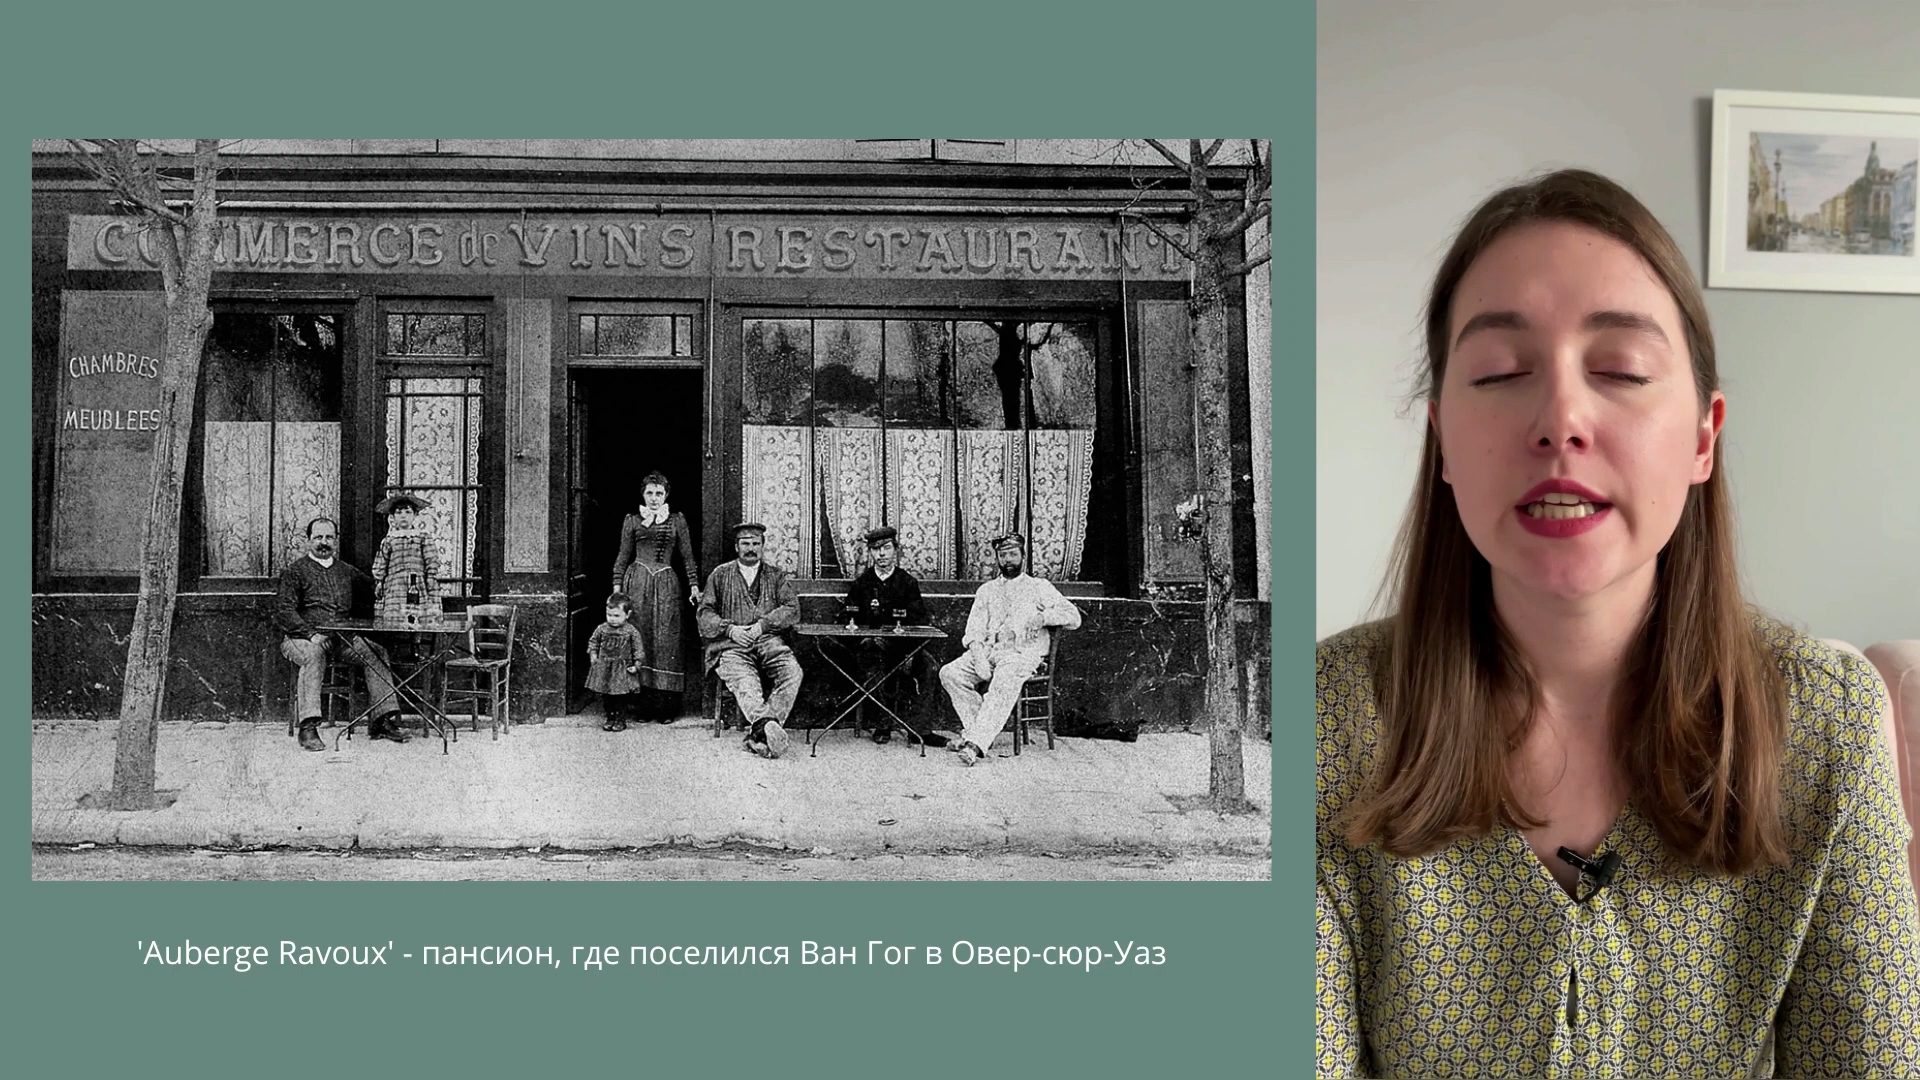 COMMERCE de VINS RESTAURANT
CHAMBRES
MEUBLEES
'Auberge Ravoux' - пансион, где поселился Ван Гог в Овер-сюр-Уаз